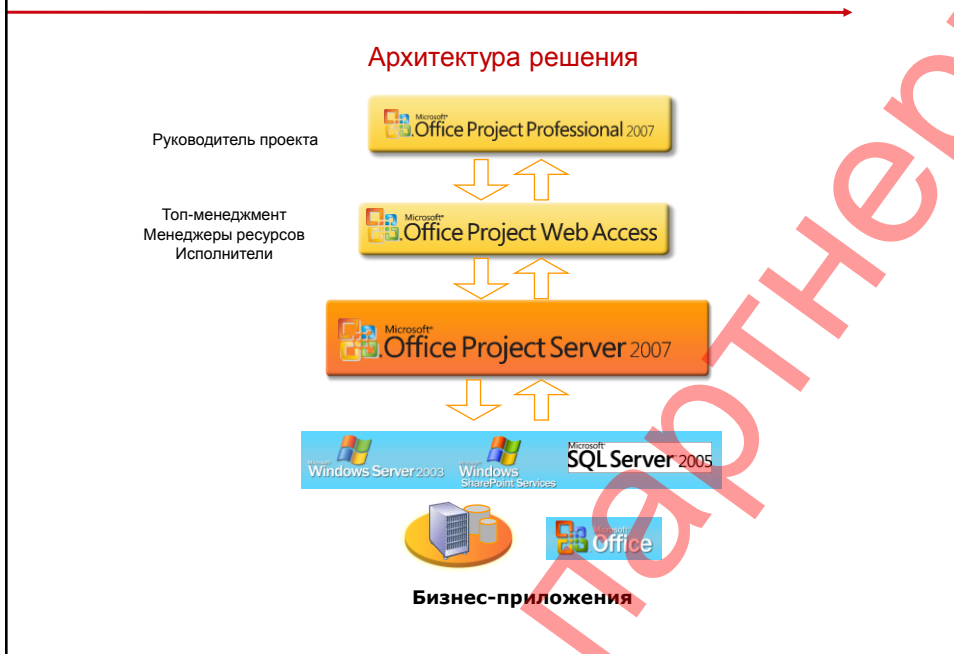 Архитектура решения
Microsoft®
Office Project Professional 2007
Руководитель проекта
Топ-менеджмент
Менеджеры ресурсов
Исполнители
Microsoft®
Office Project Web Access
Microsoft®
Office Project Server 2007
Microsoft
Windows Server 2003
Microsoft
Windows
SharePoint Services
Microsoft®
SQL Server 2005
Microsoft
Office
Бизнес-приложения
Партнер